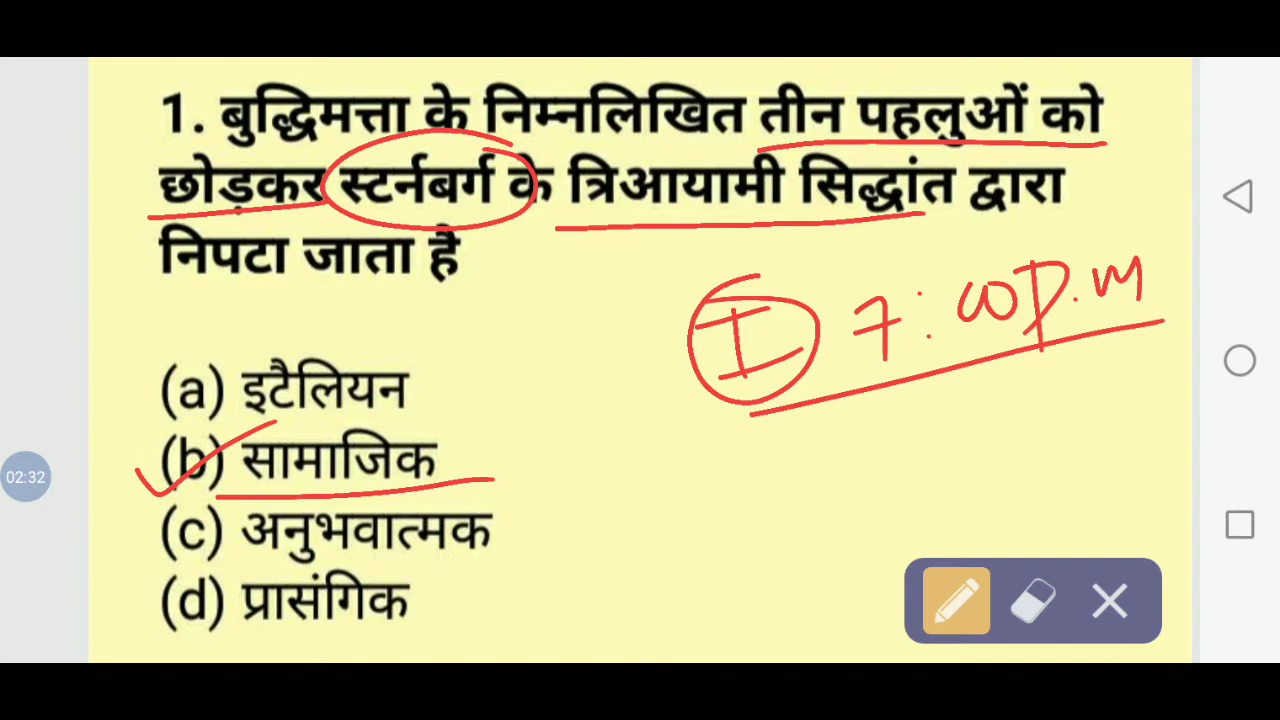 1. बुद्धिमत्ता के निम्नलिखित तीन पहलुओं को
छोड़कर स्टर्नबर्ग के त्रिआयामी सिद्धांत द्वारा
निपटा जाता है
I 7:00 p.m
(a) इटैलियन
(b) सामाजिक
(c) अनुभवात्मक
(d) प्रासंगिक
02:32